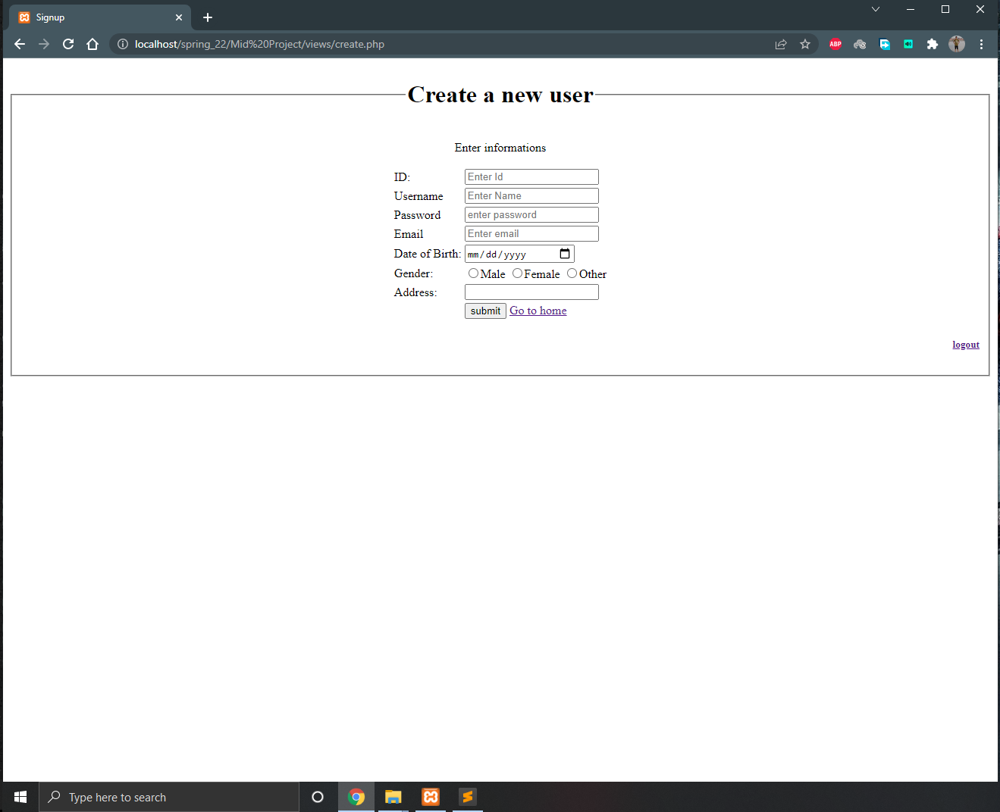 Signup
localhost/spring_22/Mid%20Project/views/create.php
ABP
Create a new user
Enter informations
ID: Enter Id
Username Enter Name
Password enter password
Email Enter email
Date of Birth: mm/dd/yyyy
Gender: Male Female Other
Address:
submit Go to home
logout
Type here to search